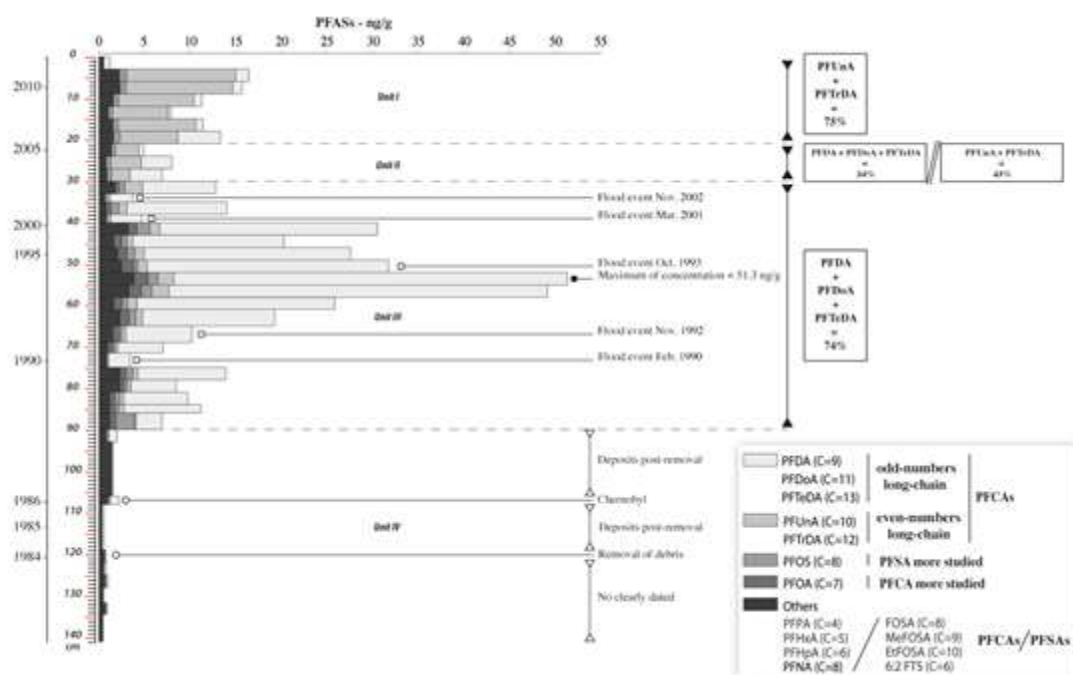 PFASs - ng/g
0 5 10 15 20 25 30 35 40 45 50 55
0
2010
10
20
2005
30
2000
40
1995
50
60
70
1990
80
90
100
1986
110
1985
1984
120
130
140
cm
Unit I
Unit II
Unit III
Unit IV
Flood event Nov. 2002
Flood event Mar. 2001
Flood event Oct. 1993
Maximum of concentration = 51.3 ng/g
Flood event Nov. 1992
Flood event Feb. 1990
Deposits post-removal
Chernobyl
Deposits post-removal
Removal of debris
No clearly dated
PFUnA
+
PFTrDA
=
75%
PFDA + PFDoA + PFTeDA
=
PFUnA + PFTrDA
=
PFDA
+
PFDoA
+
PFTeDA
=
74%
PFDA (C=9)
PFDoA (C=11)
PFTeDA (C=13)
odd-numbers
long-chain
PFCAs
PFUnA (C=10)
PFTrDA (C=12)
even-numbers
long-chain
PFOS (C=8) PFSA more studied
PFOA (C=7) PFCA more studied
Others
PFPA (C=4)
PFHxA (C=5)
PFHpA (C=6)
PFNA (C=8)
FOSA (C=8)
MeFOSA (C=9)
EtFOSA (C=10)
6:2 FTS (C=6)
PFCAs/PFSAs